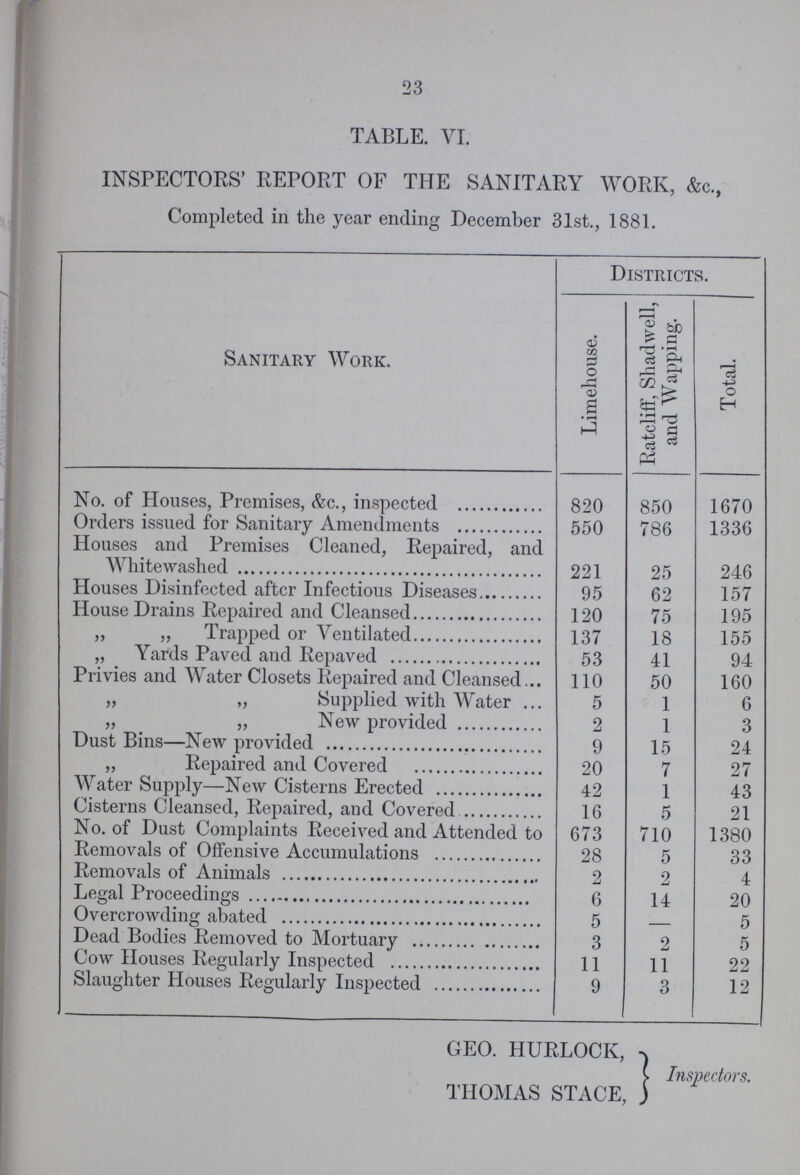 23
TABLE. VI.
INSPECTORS' REPORT OF THE SANITARY WORK, &c.,
Completed in the year ending December 31st., 1881.
Sanitary Work. Districts.
Limehouse. Ratcliff, Shadwell, and Wapping. Total.
No. of Houses, Premises, &c., inspected ............ 820 850 1670
Orders issued for Sanitary Amendments ............ 550 786 1336
Houses and Premises Cleaned, Repaired, and
Whitewashed ............ 221 25 246
Houses Disinfected after Infectious Diseases............ 95 62 157
House Drains Repaired and Cleansed............ 120 75 195
„ „ Trapped or Ventilated............ 137 18 155
„ Yards Paved and Repaved ............ 53 41 94
Privies and Water Closets Repaired and Cleansed... 110 50 160
„ „ Supplied with Water ... 5 1 6
„ „ New provided ............ 2 1 3
Dust Bins—New provided ............ 9 15 24
„ Repaired and Covered ............ 20 7 27
Water Supply—New Cisterns Erected ............ 42 1 43
Cisterns Cleansed, Repaired, and Covered............ 16 5 21
No. of Dust Complaints Received and Attended to 673 710 1380
Removals of Offensive Accumulations ............ 28 5 33
Removals of Animals ............ 2 2 4
Legal Proceedings ............ 6 14 20
Overcrowding abated ............ 5 — 5
Dead Bodies Removed to Mortuary ............ 3 2 5
Cow Houses Regularly Inspected ............ 11 11 22
Slaughter Houses Regularly Inspected ............ 9 3 12
GEO. HURLOCK,
THOMAS STACE, } Inspectors.